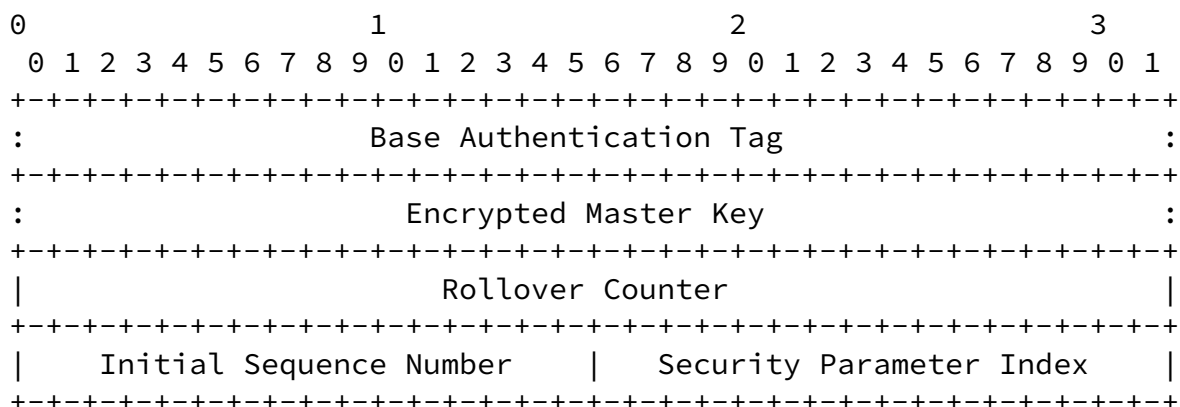 0                   1                   2                   3
 0 1 2 3 4 5 6 7 8 9 0 1 2 3 4 5 6 7 8 9 0 1 2 3 4 5 6 7 8 9 0 1
+-+-+-+-+-+-+-+-+-+-+-+-+-+-+-+-+-+-+-+-+-+-+-+-+-+-+-+-+-+-+-+-+
:                   Base Authentication Tag                     :
+-+-+-+-+-+-+-+-+-+-+-+-+-+-+-+-+-+-+-+-+-+-+-+-+-+-+-+-+-+-+-+-+
:                     Encrypted Master Key                      :
+-+-+-+-+-+-+-+-+-+-+-+-+-+-+-+-+-+-+-+-+-+-+-+-+-+-+-+-+-+-+-+-+
|                       Rollover Counter                        |
+-+-+-+-+-+-+-+-+-+-+-+-+-+-+-+-+-+-+-+-+-+-+-+-+-+-+-+-+-+-+-+-+
|    Initial Sequence Number    |   Security Parameter Index    |
+-+-+-+-+-+-+-+-+-+-+-+-+-+-+-+-+-+-+-+-+-+-+-+-+-+-+-+-+-+-+-+-+